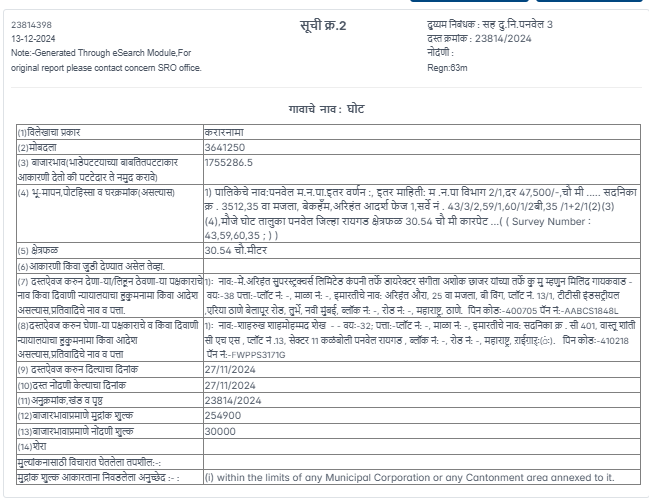 23814398
13-12-2024
Note:-Generated Through eSearch Module,For
original report please contact concern SRO office.
सूची क्र.2
दुय्यम निबंधक : सह दु.नि.पनवेल 3
दस्त क्रमांक : 23814/2024
नोदंणी :
Regn:63m
गावाचे नाव : घोट
(1)विलेखाचा प्रकार करारनामा
(2)मोबदला 3641250
(3) बाजारभाव(भाडेपटटयाच्या बाबतितपटटाकार 1755286.5
आकारणी देतो की पटटेदार ते नमुद करावे)
(4) भू-मापन,पोटहिस्सा व घरक्रमांक(असल्यास) 1) पालिकेचे नाव:पनवेल म.न.पा.इतर वर्णन :, इतर माहिती: म .न.पा विभाग 2/1,दर 47,500/-,चौ मी ..... सदनिका
क्र . 3512,35 वा मजला, बेकहॅम,अरिहंत आदर्श फेज 1,सर्वे नं . 43/3/2,59/1,60/1/2बी,35 /1+2/1(2)(3)
(4),मौजे घोट तालुका पनवेल जिल्हा रायगड क्षेत्रफळ 30.54 चौ मी कारपेट ...( ( Survey Number :
43,59,60,35 ; ) )
(5) क्षेत्रफळ 30.54 चौ.मीटर
(6)आकारणी किंवा जुडी देण्यात असेल तेव्हा.
(7) दस्तऐवज करुन देणा-या/लिहून ठेवणा-या पक्षकाराचे 1): नाव:-मे.अरिहंत सुपरस्ट्रक्चर्स लिमिटेड कंपनी तर्फे डायरेक्टर संगीता अशोक छाजर यांच्या तर्फे कु मु म्हणून मिलिंद गायकवाड -
नाव किंवा दिवाणी न्यायालयाचा हुकुमनामा किंवा आदेश वय:-38 पत्ता:-प्लॉट नं: -, माळा नं: -, इमारतीचे नाव: अरिहंत औरा, 25 वा मजला, बी विंग, प्लॉट नं. 13/1, टीटीसी इंडसट्रीयल
असल्यास,प्रतिवादिचे नाव व पत्ता. ,एरिया ठाणे बेलापूर रोड, तुर्भे, नवी मुंबई, ब्लॉक नं: -, रोड नं: -, महाराष्ट्र, ठाणे. पिन कोड:-400705 पॅन नं:-AABCS1848L
(8)दस्तऐवज करुन घेणा-या पक्षकाराचे व किंवा दिवाणी 1): नाव:-शाहरुख शाहमोहम्मद शेख - - वय:-32; पत्ता:-प्लॉट नं: -, माळा नं: -, इमारतीचे नाव: सदनिका क्र . सी 401, वास्तू शांती
न्यायालयाचा हुकुमनामा किंवा आदेश सी एच एस , प्लॉट नं .13, सेक्टर 11 कळंबोली पनवेल रायगड , ब्लॉक नं: -, रोड नं: -, महाराष्ट्र, पिन कोड:-410218
असल्यास,प्रतिवादिचे नाव व पत्ता पॅन नं:-FWPPS3171G
(9) दस्तऐवज करुन दिल्याचा दिनांक 27/11/2024
(10)दस्त नोंदणी केल्याचा दिनांक 27/11/2024
(11)अनुक्रमांक,खंड व पृष्ठ 23814/2024
(12)बाजारभावाप्रमाणे मुद्रांक शुल्क 254900
(13)बाजारभावाप्रमाणे नोंदणी शुल्क 30000
(14)शेरा
मुल्यांकनासाठी विचारात घेतलेला तपशील:-:
मुद्रांक शुल्क आकारताना निवडलेला अनुच्छेद :- : (i) within the limits of any Municipal Corporation or any Cantonment area annexed to it.